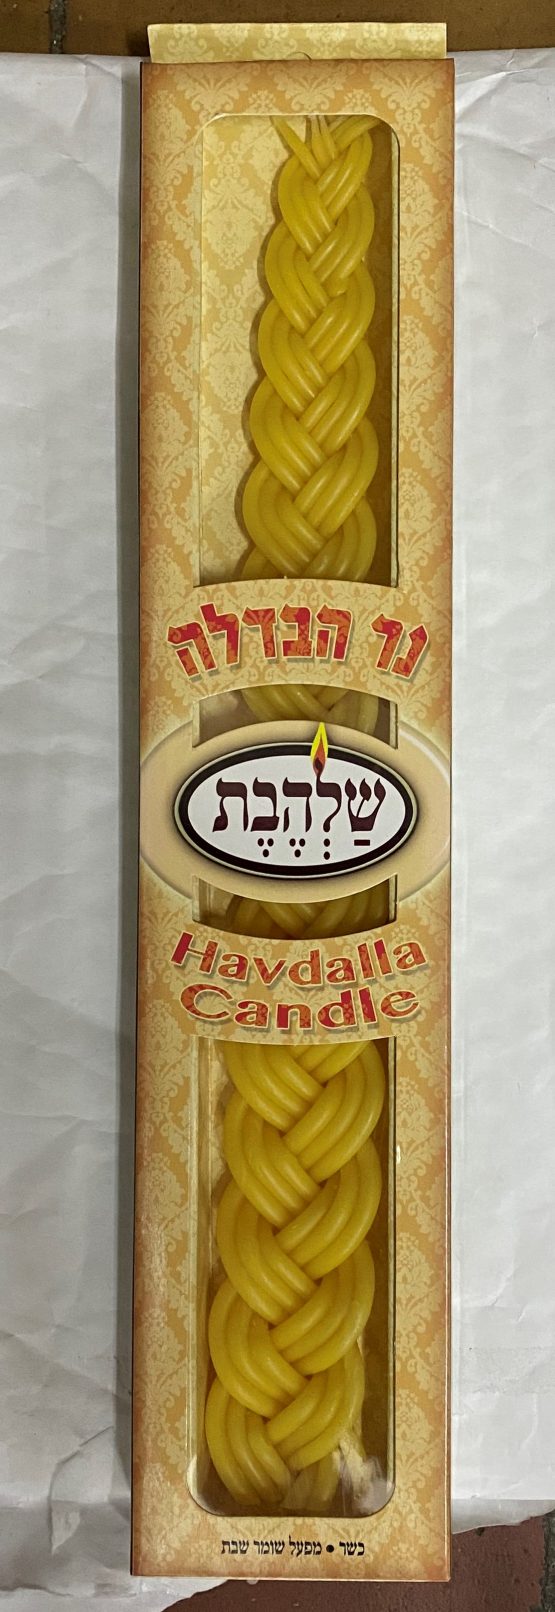 נר הבדלה
שַׁלְהֶבֶת
Havdalla
Candle
כשר • מפעל שומר שבת